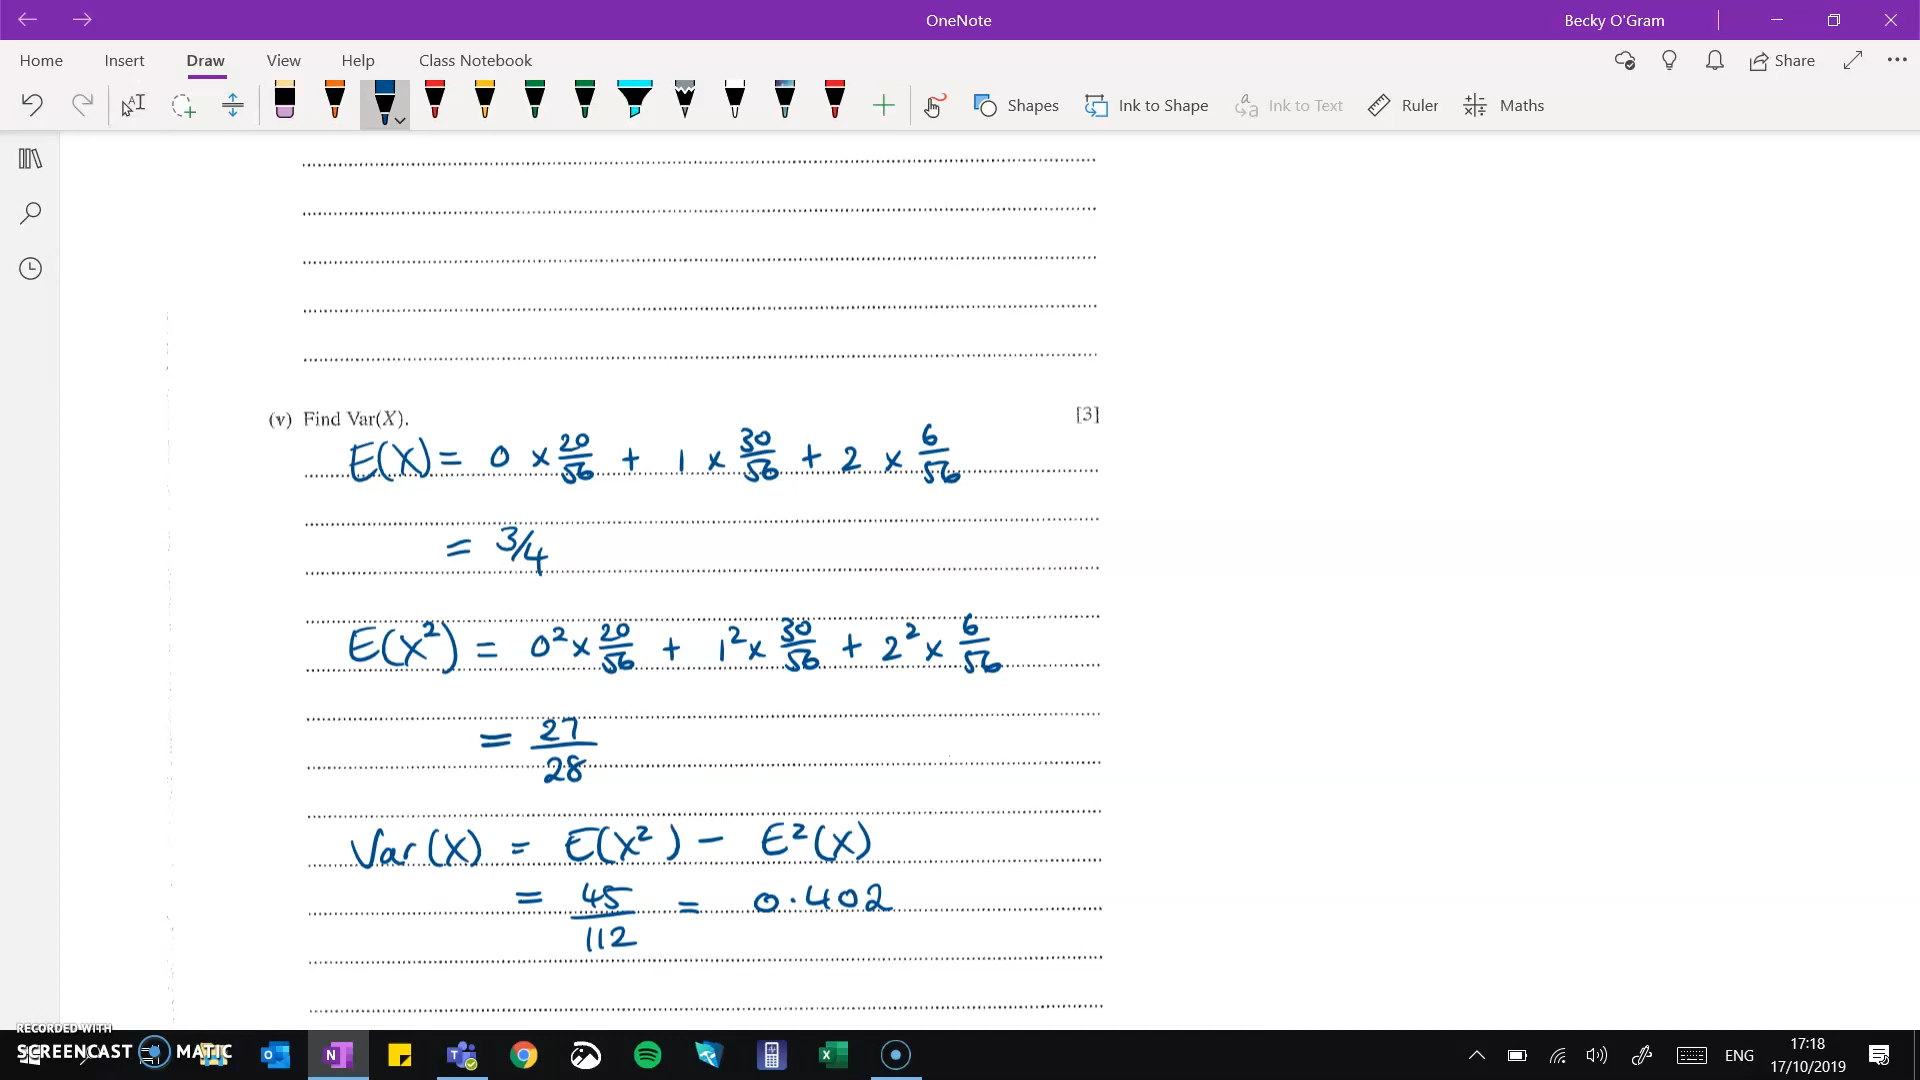 OneNote
Becky O'Gram
Home Insert Draw View Help Class Notebook
Share
Shapes Ink to Shape Ink to Text Ruler Maths
(v) Find Var(X). [3]
E(X) = 0 × 20/56 + 1 × 30/56 + 2 × 6/56
= 3/4
E(X²) = 0² × 20/56 + 1² × 30/56 + 2² × 6/56
= 27/28
Var(X) = E(X²) − E²(X)
= 45/112 = 0.402
RECORDED WITH
SCREENCAST MATIC
ENG
17:18
17/10/2019